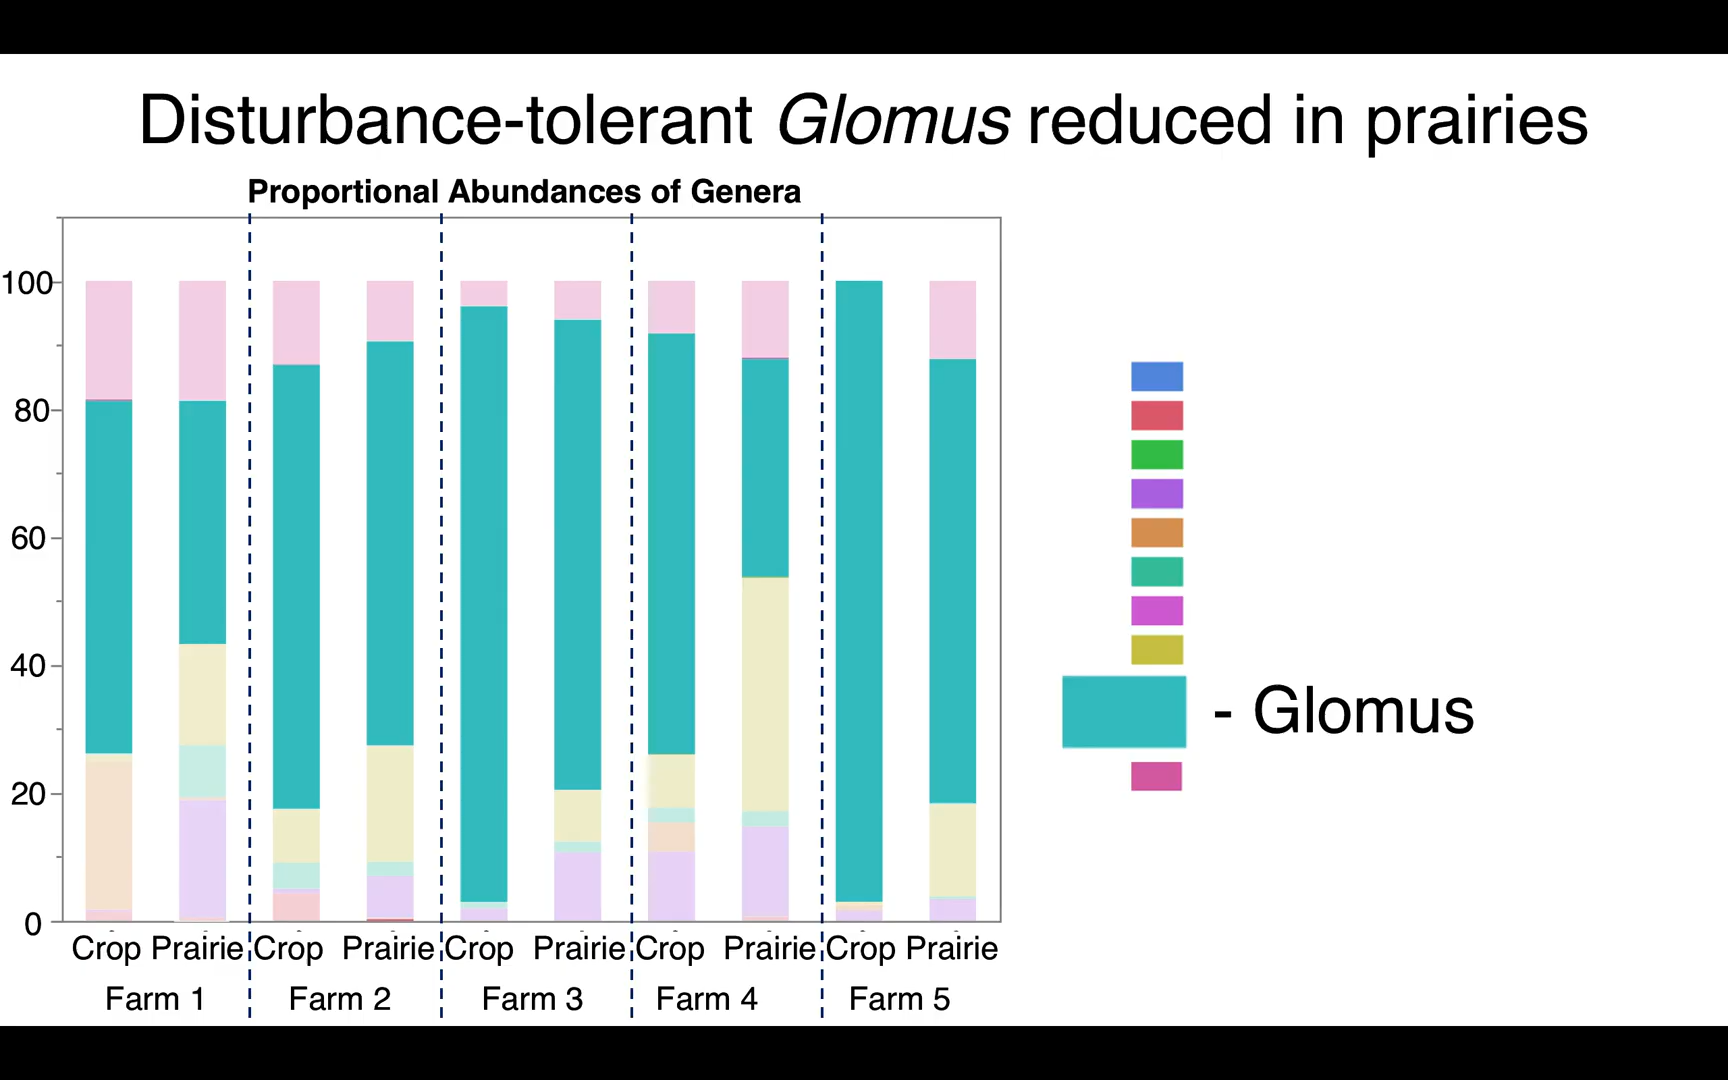 Disturbance-tolerant Glomus reduced in prairies
Proportional Abundances of Genera
100
80
60
40
20
0
Crop Prairie Crop Prairie Crop Prairie Crop Prairie Crop Prairie
Farm 1 Farm 2 Farm 3 Farm 4 Farm 5
- Glomus